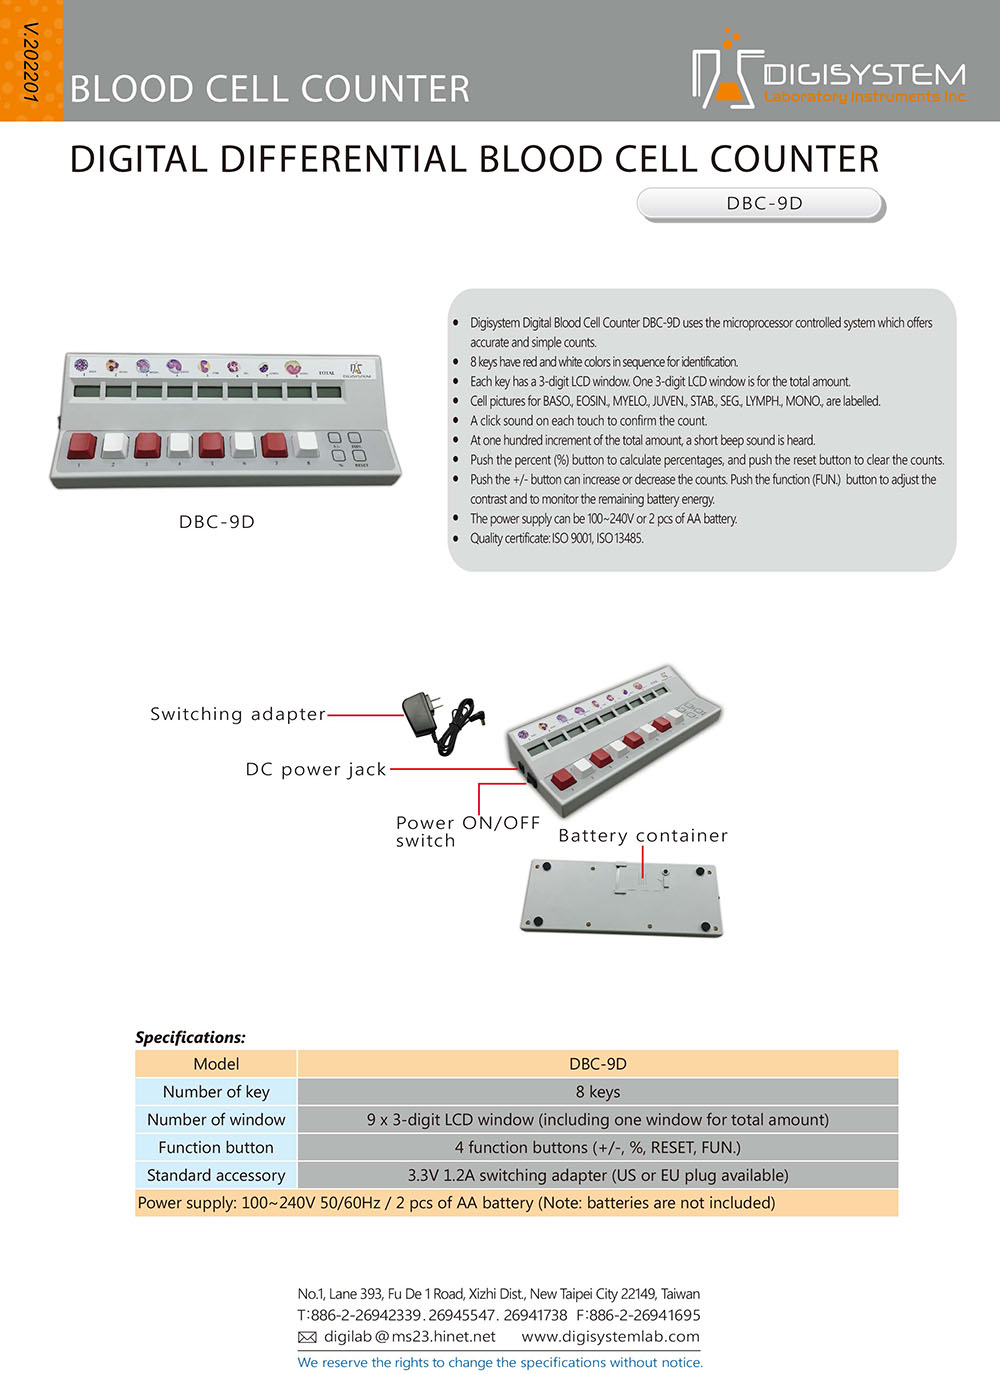 V.202201
BLOOD CELL COUNTER
DIGISYSTEM
Laboratory Instruments Inc.
DIGITAL DIFFERENTIAL BLOOD CELL COUNTER
DBC-9D
• Digisystem Digital Blood Cell Counter DBC-9D uses the microprocessor controlled system which offers
accurate and simple counts.
• 8 keys have red and white colors in sequence for identification.
• Each key has a 3-digit LCD window. One 3-digit LCD window is for the total amount.
• Cell pictures for BASO., EOSIN., MYELO., JUVEN., STAB., SEG., LYMPH., MONO., are labelled.
• A click sound on each touch to confirm the count.
• At one hundred increment of the total amount, a short beep sound is heard.
• Push the percent (%) button to calculate percentages, and push the reset button to clear the counts.
• Push the +/- button can increase or decrease the counts. Push the function (FUN.) button to adjust the
contrast and to monitor the remaining battery energy.
• The power supply can be 100~240V or 2 pcs of AA battery.
• Quality certificate: ISO 9001, ISO 13485.
TOTAL
DIGISYSTEM
1 2 3 4 5 6 7 8
% RESET
DBC-9D
Switching adapter
DC power jack
Power ON/OFF
switch
Battery container
Specifications:
Model DBC-9D
Number of key 8 keys
Number of window 9 x 3-digit LCD window (including one window for total amount)
Function button 4 function buttons (+/-, %, RESET, FUN.)
Standard accessory 3.3V 1.2A switching adapter (US or EU plug available)
Power supply: 100~240V 50/60Hz / 2 pcs of AA battery (Note: batteries are not included)
No.1, Lane 393, Fu De 1 Road, Xizhi Dist., New Taipei City 22149, Taiwan
T:886-2-26942339 . 26945547 . 26941738 F:886-2-26941695
digilab@ms23.hinet.net www.digisystemlab.com
We reserve the rights to change the specifications without notice.